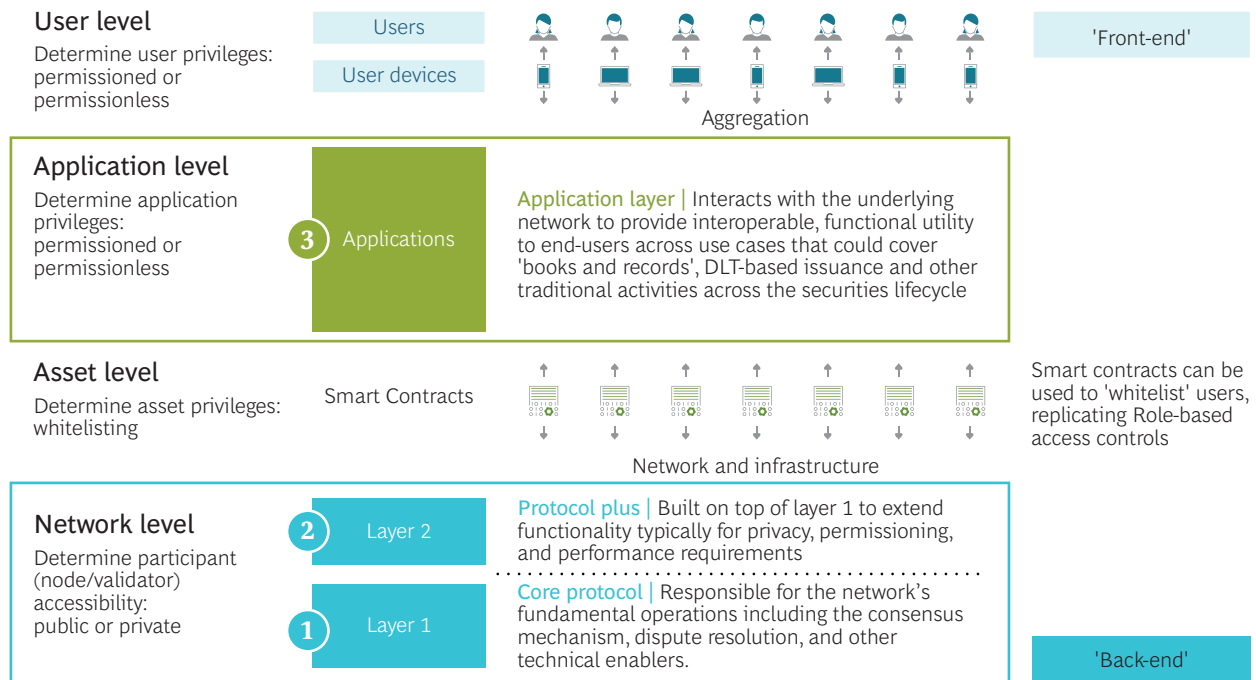 User level
Determine user privileges:
permissioned or
permissionless
Users
User devices
Aggregation
'Front-end'
Application level
Determine application
privileges:
permissioned or
permissionless
3
Applications
Application layer | Interacts with the underlying
network to provide interoperable, functional utility
to end-users across use cases that could cover
'books and records', DLT-based issuance and other
traditional activities across the securities lifecycle
Asset level
Determine asset privileges:
whitelisting
Smart Contracts
Network and infrastructure
Smart contracts can be
used to 'whitelist' users,
replicating Role-based
access controls
Network level
Determine participant
(node/validator)
accessibility:
public or private
2
Layer 2
Protocol plus | Built on top of layer 1 to extend
functionality typically for privacy, permissioning,
and performance requirements
1
Layer 1
Core protocol | Responsible for the network’s
fundamental operations including the consensus
mechanism, dispute resolution, and other
technical enablers.
'Back-end'